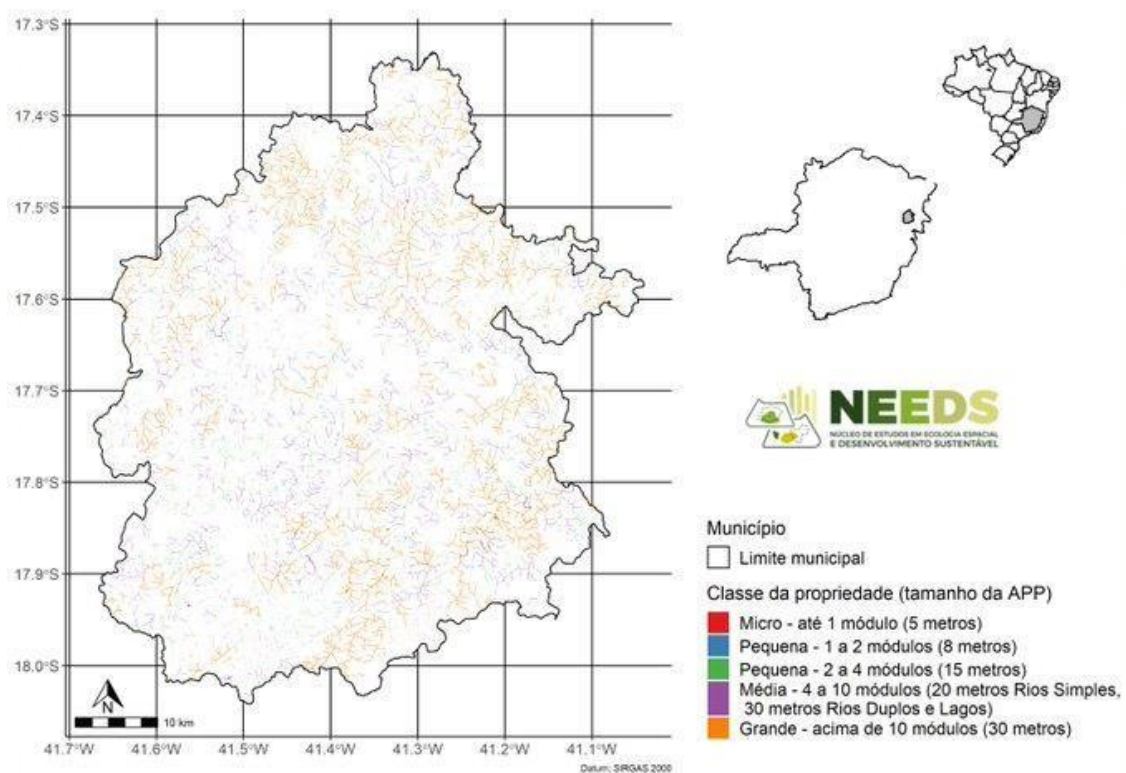 17.3°S
17.4°S
17.5°S
17.6°S
17.7°S
17.8°S
17.9°S
18.0°S
41.7°W 41.6°W 41.5°W 41.4°W 41.3°W 41.2°W 41.1°W
N
10 km
Datum: SIRGAS 2000
NEEDS
NÚCLEO DE ESTUDOS EM ECOLOGIA ESPACIAL
E DESENVOLVIMENTO SUSTENTÁVEL
Município
Limite municipal
Classe da propriedade (tamanho da APP)
Micro - até 1 módulo (5 metros)
Pequena - 1 a 2 módulos (8 metros)
Pequena - 2 a 4 módulos (15 metros)
Média - 4 a 10 módulos (20 metros Rios Simples,
30 metros Rios Duplos e Lagos)
Grande - acima de 10 módulos (30 metros)